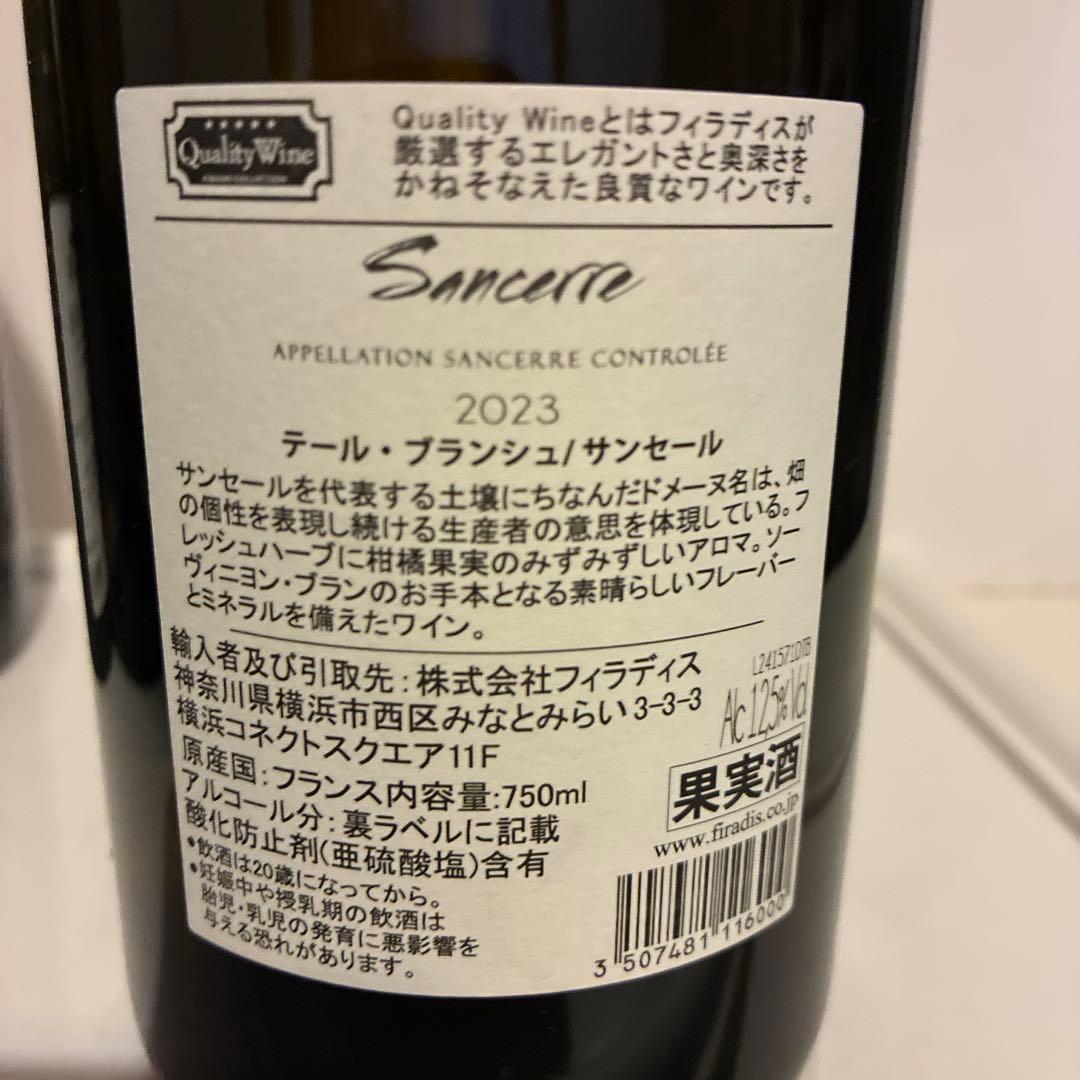 Quality Wine
Quality Wineとはフィラディスが
厳選するエレガントさと奥深さを
かねそなえた良質なワインです。
Sancerre
APPELLATION SANCERRE CONTROLÉE
2023
テール・ブランシュ/サンセール
サンセールを代表する土壌にちなんだドメーヌ名は、畑
の個性を表現し続ける生産者の意思を体現している。フ
レッシュハーブに柑橘果実のみずみずしいアロマ。ソー
ヴィニヨン・ブランのお手本となる素晴らしいフレーバー
とミネラルを備えたワイン。
輸入者及び引取先:株式会社フィラディス
神奈川県横浜市西区みなとみらい3-3-3
横浜コネクトスクエア11F
原産国:フランス内容量:750ml
アルコール分:裏ラベルに記載
酸化防止剤(亜硫酸塩)含有
•飲酒は20歳になってから。
•妊娠中や授乳期の飲酒は
胎児・乳児の発育に悪影響を
与える恐れがあります。
L241571D7B
Alc 12,5% Vol
果実酒
www.firadis.co.jp
3 507481 116000